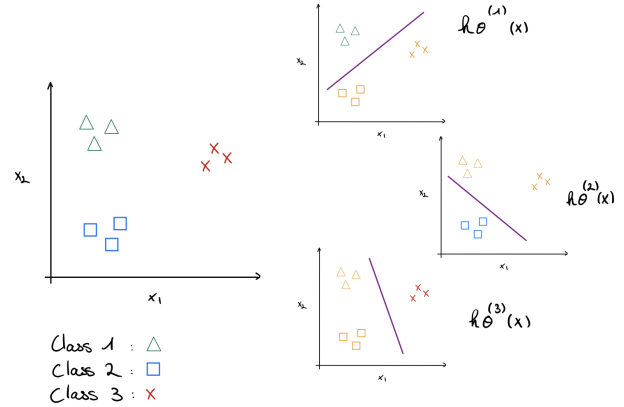 x₂
x₁
Class 1 : △
Class 2 : □
Class 3 : ×
x₂
x₁
hθ⁽¹⁾(x)
x₂
x₁
hθ⁽²⁾(x)
x₂
x₁
hθ⁽³⁾(x)